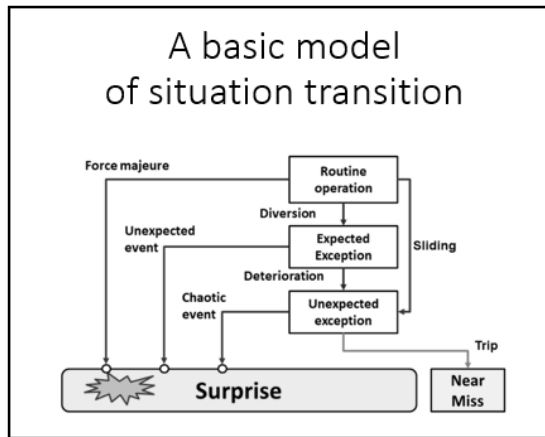 A basic model
of situation transition
Force majeure
Routine
operation
Diversion
Unexpected
event
Expected
Exception
Sliding
Deterioration
Chaotic
event
Unexpected
exception
Trip
Surprise
Near
Miss